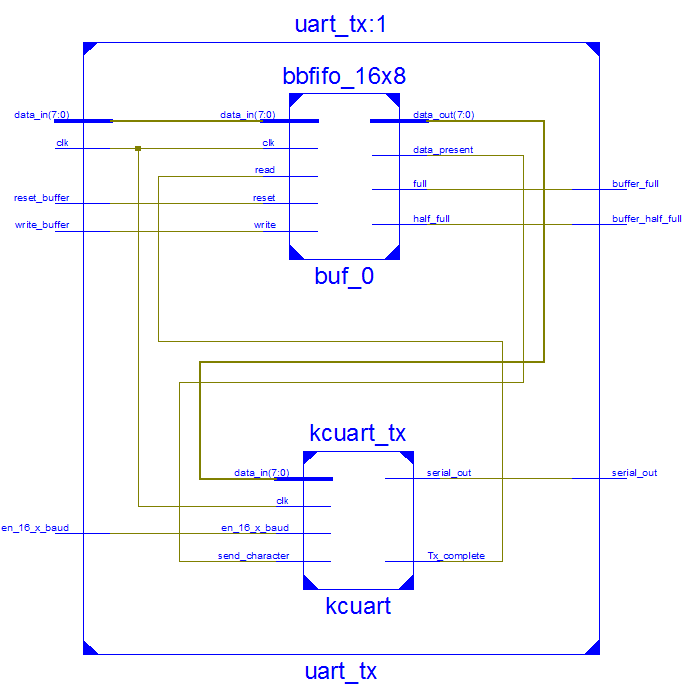 uart_tx:1
bbfifo_16x8
data_in(7:0)
data_in(7:0)
data_out(7:0)
clk
clk
data_present
read
full
buffer_full
reset_buffer
reset
write_buffer
write
half_full
buffer_half_full
buf_0
kcuart_tx
data_in(7:0)
serial_out
serial_out
clk
en_16_x_baud
en_16_x_baud
send_character
Tx_complete
kcuart
uart_tx